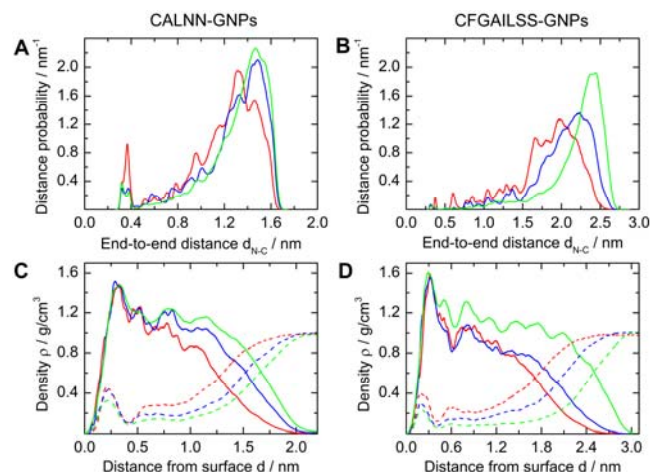 CALNN-GNPs
CFGAILSS-GNPs
A
Distance probability / nm⁻¹
2.0
1.6
1.2
0.8
0.4
0.0 0.4 0.8 1.2 1.6 2.0
End-to-end distance d_N-C / nm
B
Distance probability / nm⁻¹
2.0
1.6
1.2
0.8
0.4
0.0 0.5 1.0 1.5 2.0 2.5 3.0
End-to-end distance d_N-C / nm
C
Density ρ / g/cm³
1.6
1.2
0.8
0.4
0.0 0.5 1.0 1.5 2.0
Distance from surface d / nm
D
Density ρ / g/cm³
1.6
1.2
0.8
0.4
0.0 0.6 1.2 1.8 2.4 3.0
Distance from surface d / nm